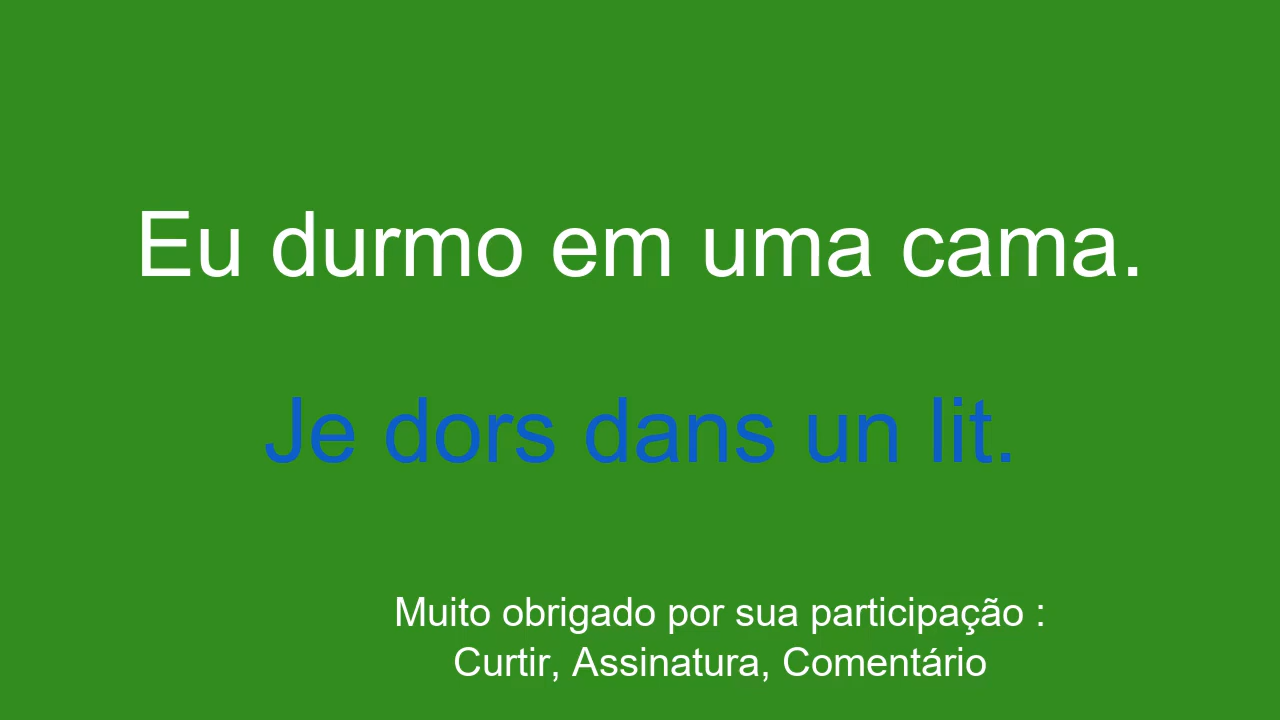 Eu durmo em uma cama.
Je dors dans un lit.
Muito obrigado por sua participação :
Curtir, Assinatura, Comentário